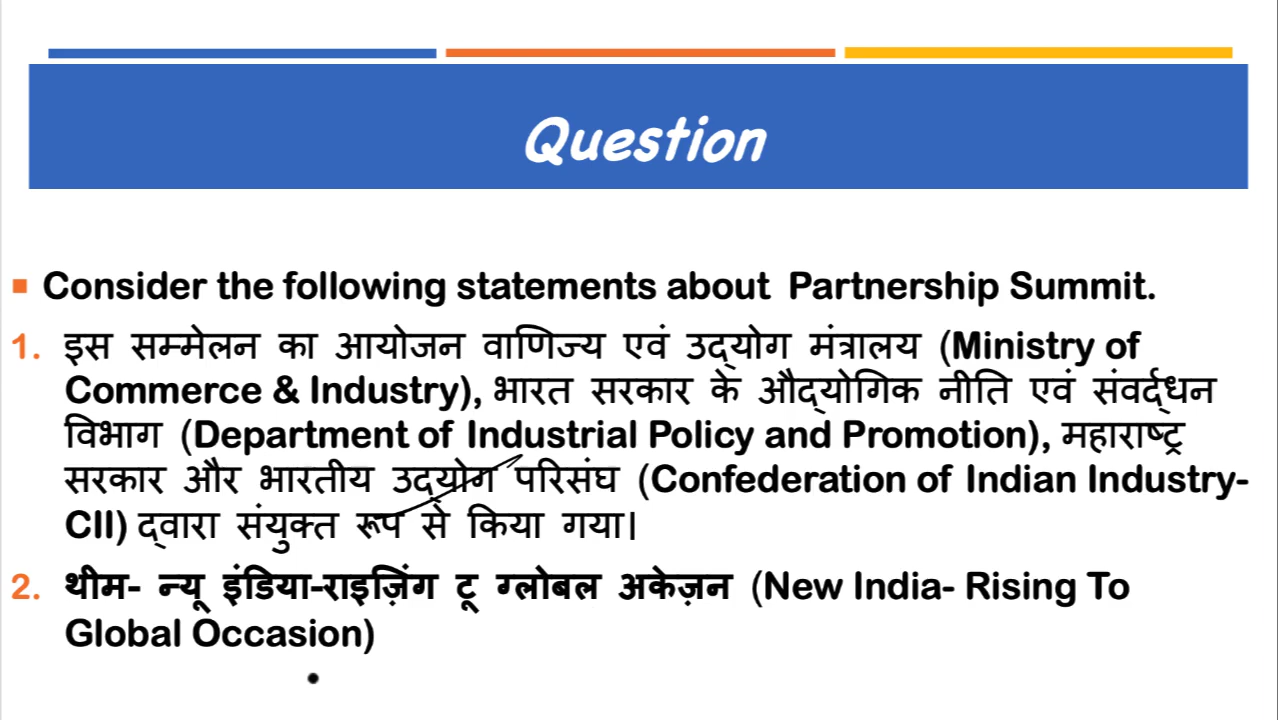 Question
Consider the following statements about Partnership Summit.
1. इस सम्मेलन का आयोजन वाणिज्य एवं उद्योग मंत्रालय (Ministry of
Commerce & Industry), भारत सरकार के औद्योगिक नीति एवं संवर्द्धन
विभाग (Department of Industrial Policy and Promotion), महाराष्ट्र
सरकार और भारतीय उद्योग परिसंघ (Confederation of Indian Industry-
CII) द्वारा संयुक्त रूप से किया गया।
2. थीम- न्यू इंडिया-राइज़िंग टू ग्लोबल अकेज़न (New India- Rising To
Global Occasion)